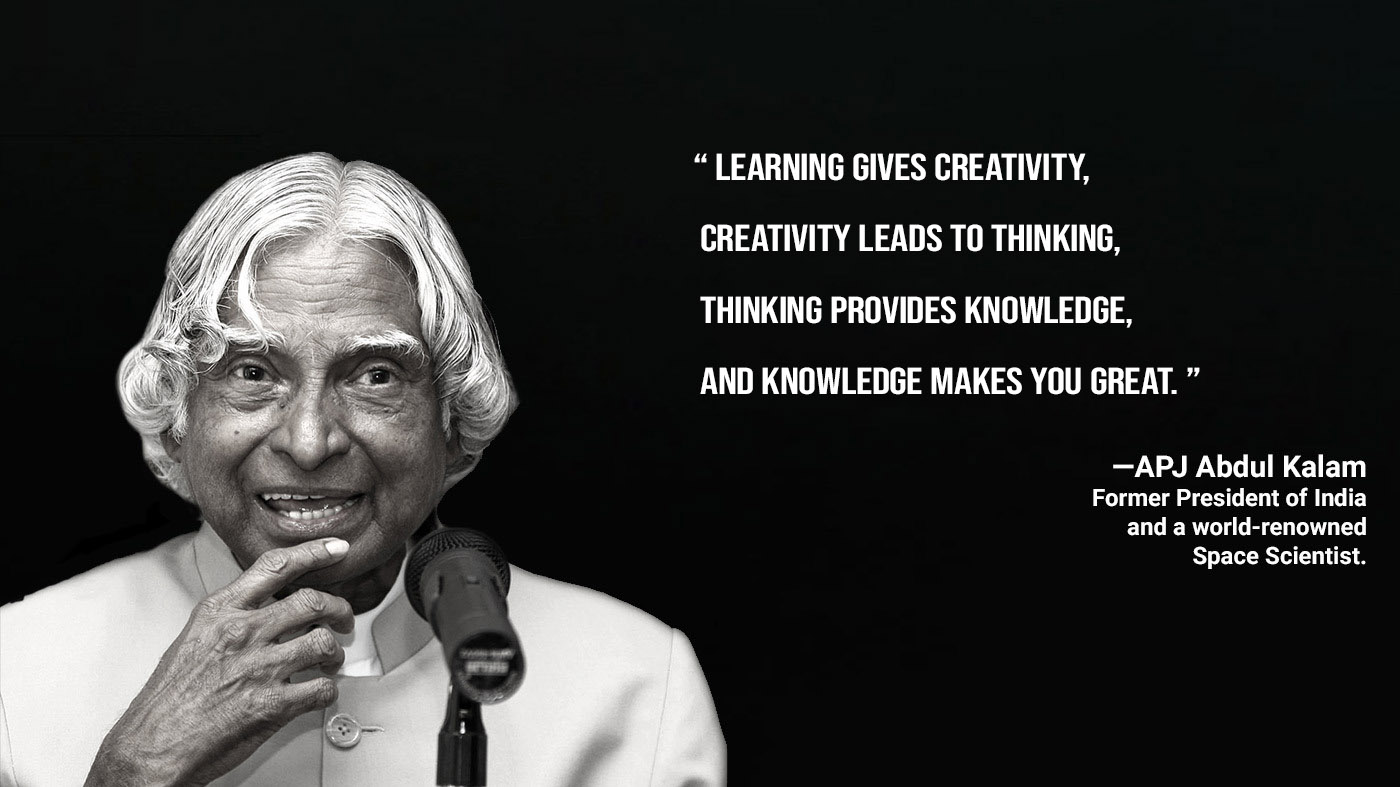 “ LEARNING GIVES CREATIVITY,
CREATIVITY LEADS TO THINKING,
THINKING PROVIDES KNOWLEDGE,
AND KNOWLEDGE MAKES YOU GREAT. ”
—APJ Abdul Kalam
Former President of India
and a world-renowned
Space Scientist.